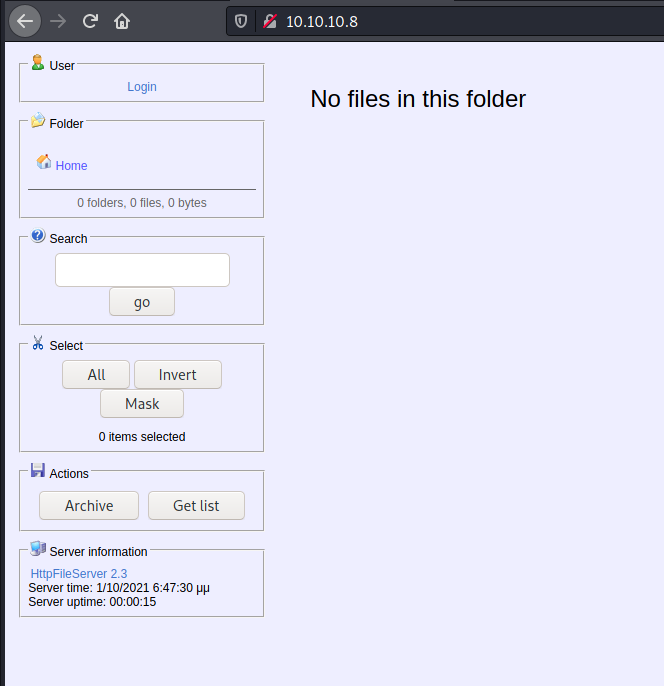 10.10.10.8
User
Login
No files in this folder
Folder
Home
0 folders, 0 files, 0 bytes
Search
go
Select
All Invert
Mask
0 items selected
Actions
Archive Get list
Server information
HttpFileServer 2.3
Server time: 1/10/2021 6:47:30 μμ
Server uptime: 00:00:15